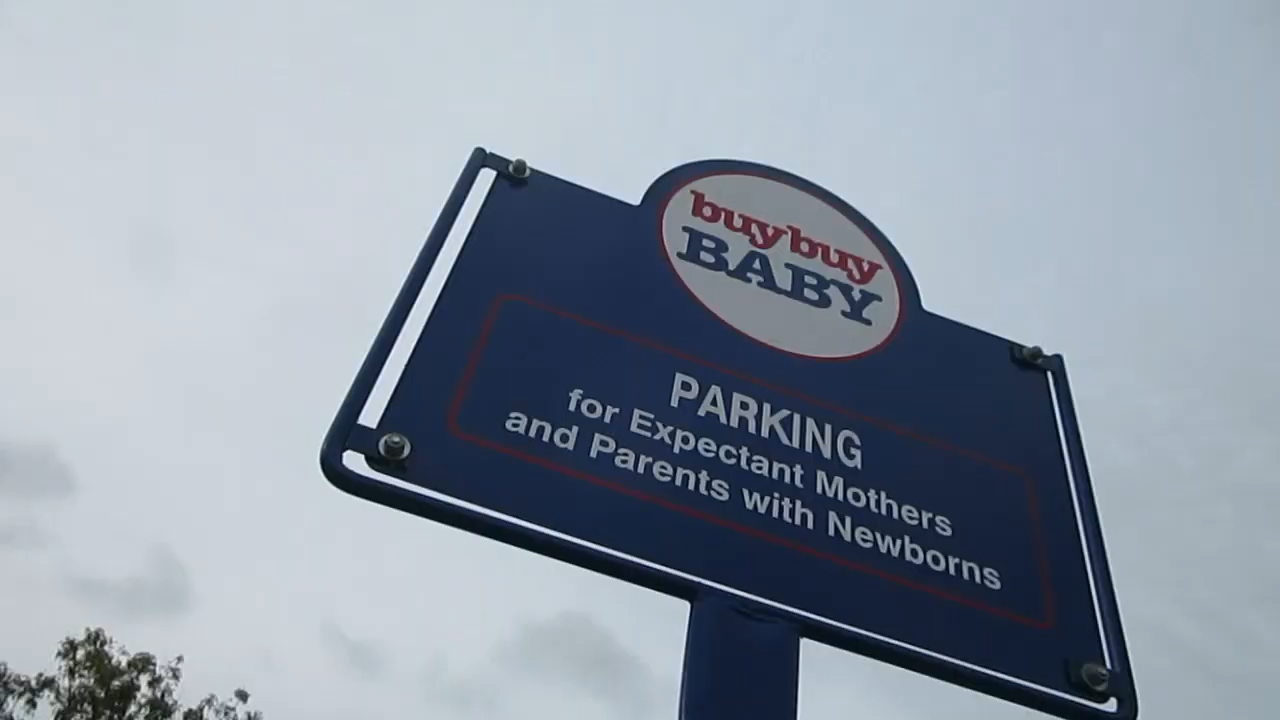 buybuy
BABY
PARKING
for Expectant Mothers
and Parents with Newborns